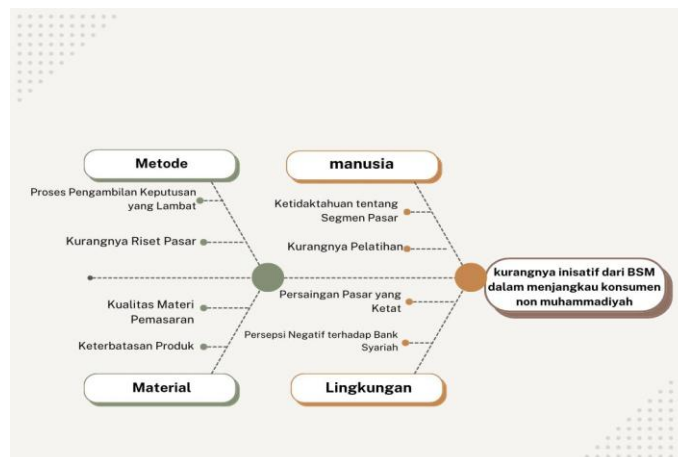 Metode
manusia
Proses Pengambilan Keputusan
yang Lambat
Kurangnya Riset Pasar
Ketidaktahuan tentang
Segmen Pasar
Kurangnya Pelatihan
kurangnya inisatif dari BSM
dalam menjangkau konsumen
non muhammadiyah
Kualitas Materi
Pemasaran
Keterbatasan Produk
Persaingan Pasar yang
Ketat
Persepsi Negatif terhadap Bank
Syariah
Material
Lingkungan